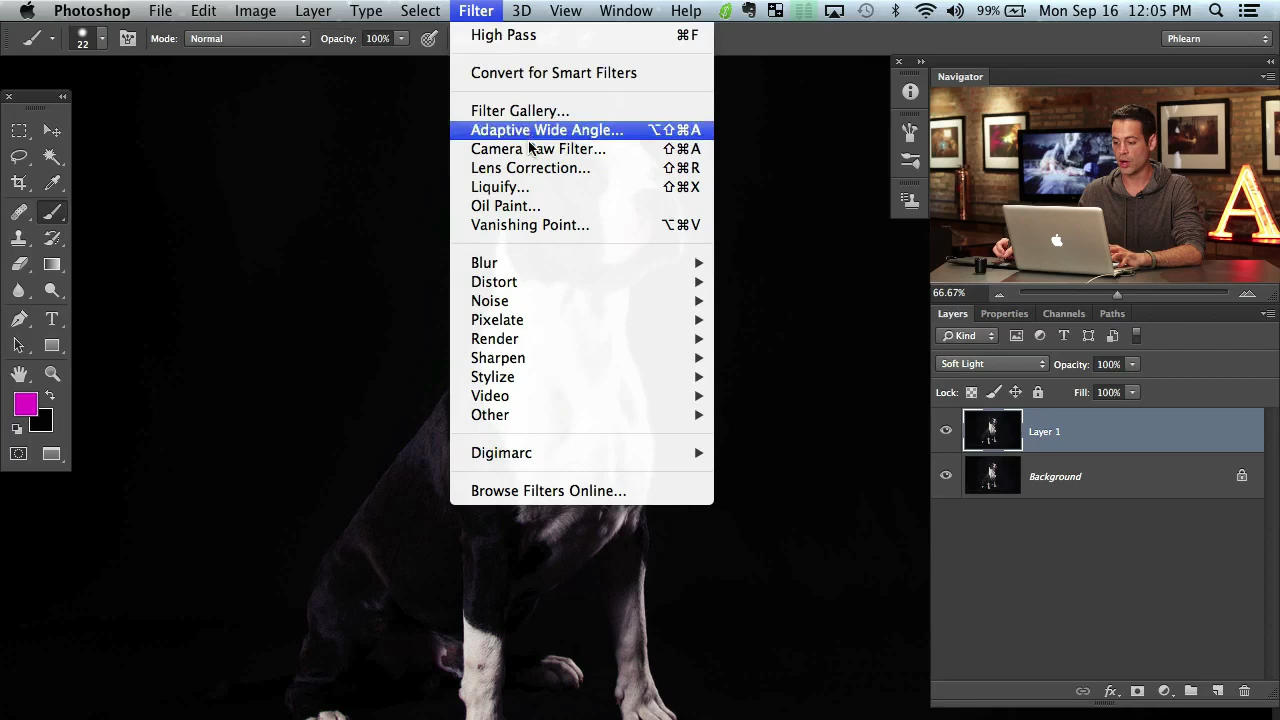 Photoshop File Edit Image Layer Type Select Filter 3D View Window Help 99% Mon Sep 16 12:05 PM
22 Mode: Normal Opacity: 100% Phlearn
High Pass ⌘F
Convert for Smart Filters
Filter Gallery...
Adaptive Wide Angle... ⌥⇧⌘A
Camera Raw Filter... ⇧⌘A
Lens Correction... ⇧⌘R
Liquify... ⇧⌘X
Oil Paint...
Vanishing Point... ⌥⌘V
Blur
Distort
Noise
Pixelate
Render
Sharpen
Stylize
Video
Other
Digimarc
Browse Filters Online...
Navigator
A
66.67%
Layers Properties Channels Paths
Kind
Soft Light Opacity: 100%
Lock: Fill: 100%
Layer 1
Background